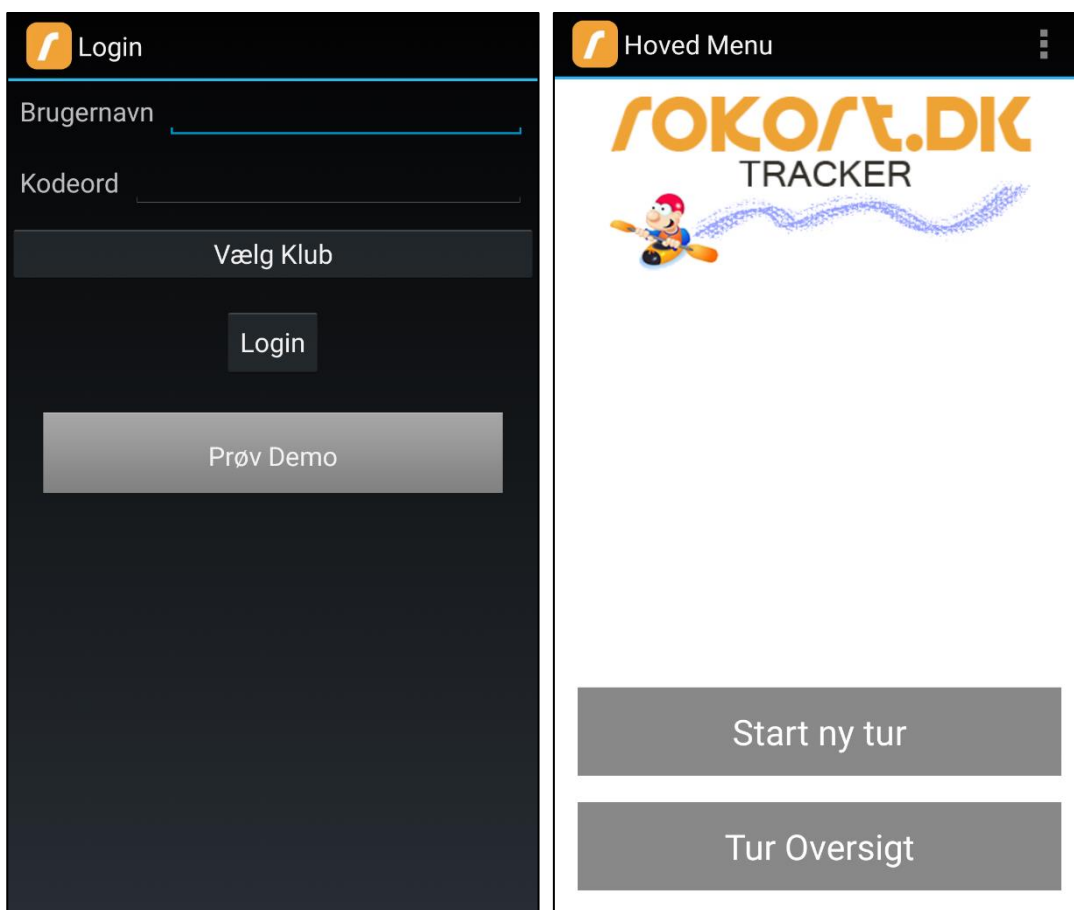 Login
Brugernavn
Kodeord
Vælg Klub
Login
Prøv Demo
Hoved Menu
rokort.DK
TRACKER
Start ny tur
Tur Oversigt